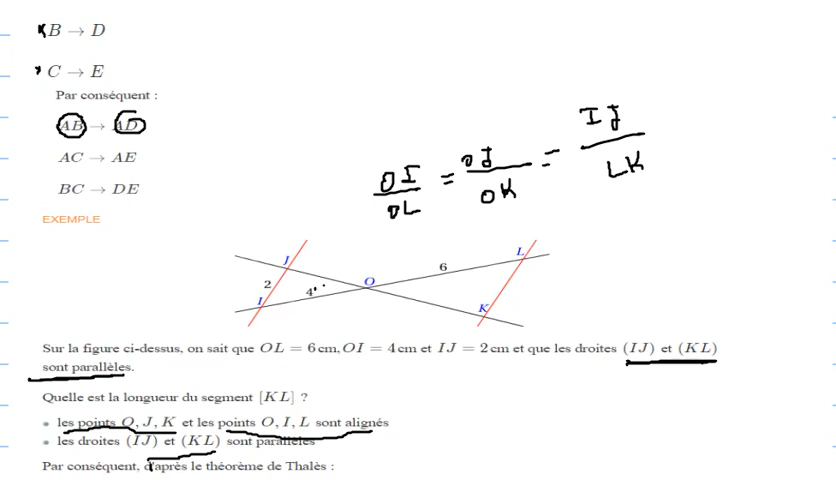 B → D
C → E
Par conséquent :
AB → AD
AC → AE
BC → DE
OI/OL = OJ/OK = IJ/LK
EXEMPLE
J
L
2
O
6
I
4
K
Sur la figure ci-dessus, on sait que OL = 6 cm, OI = 4 cm et IJ = 2 cm et que les droites (IJ) et (KL)
sont parallèles.
Quelle est la longueur du segment [KL] ?
les points O, J, K et les points O, I, L sont alignés
les droites (IJ) et (KL) sont parallèles
Par conséquent, d'après le théorème de Thalès :